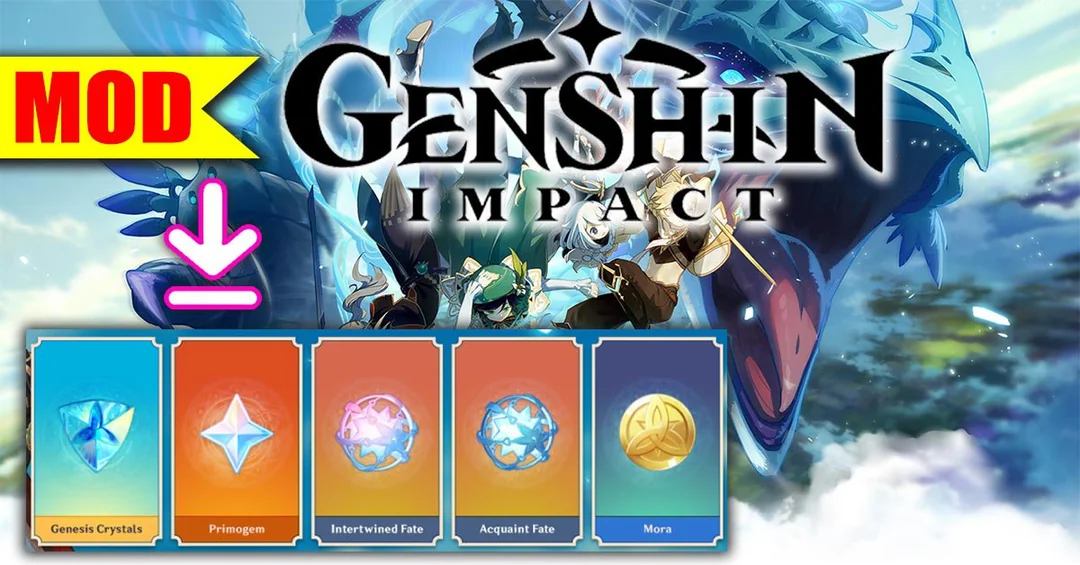 MOD
GENSHIN
IMPACT
Genesis Crystals
Primogem
Intertwined Fate
Acquaint Fate
Mora